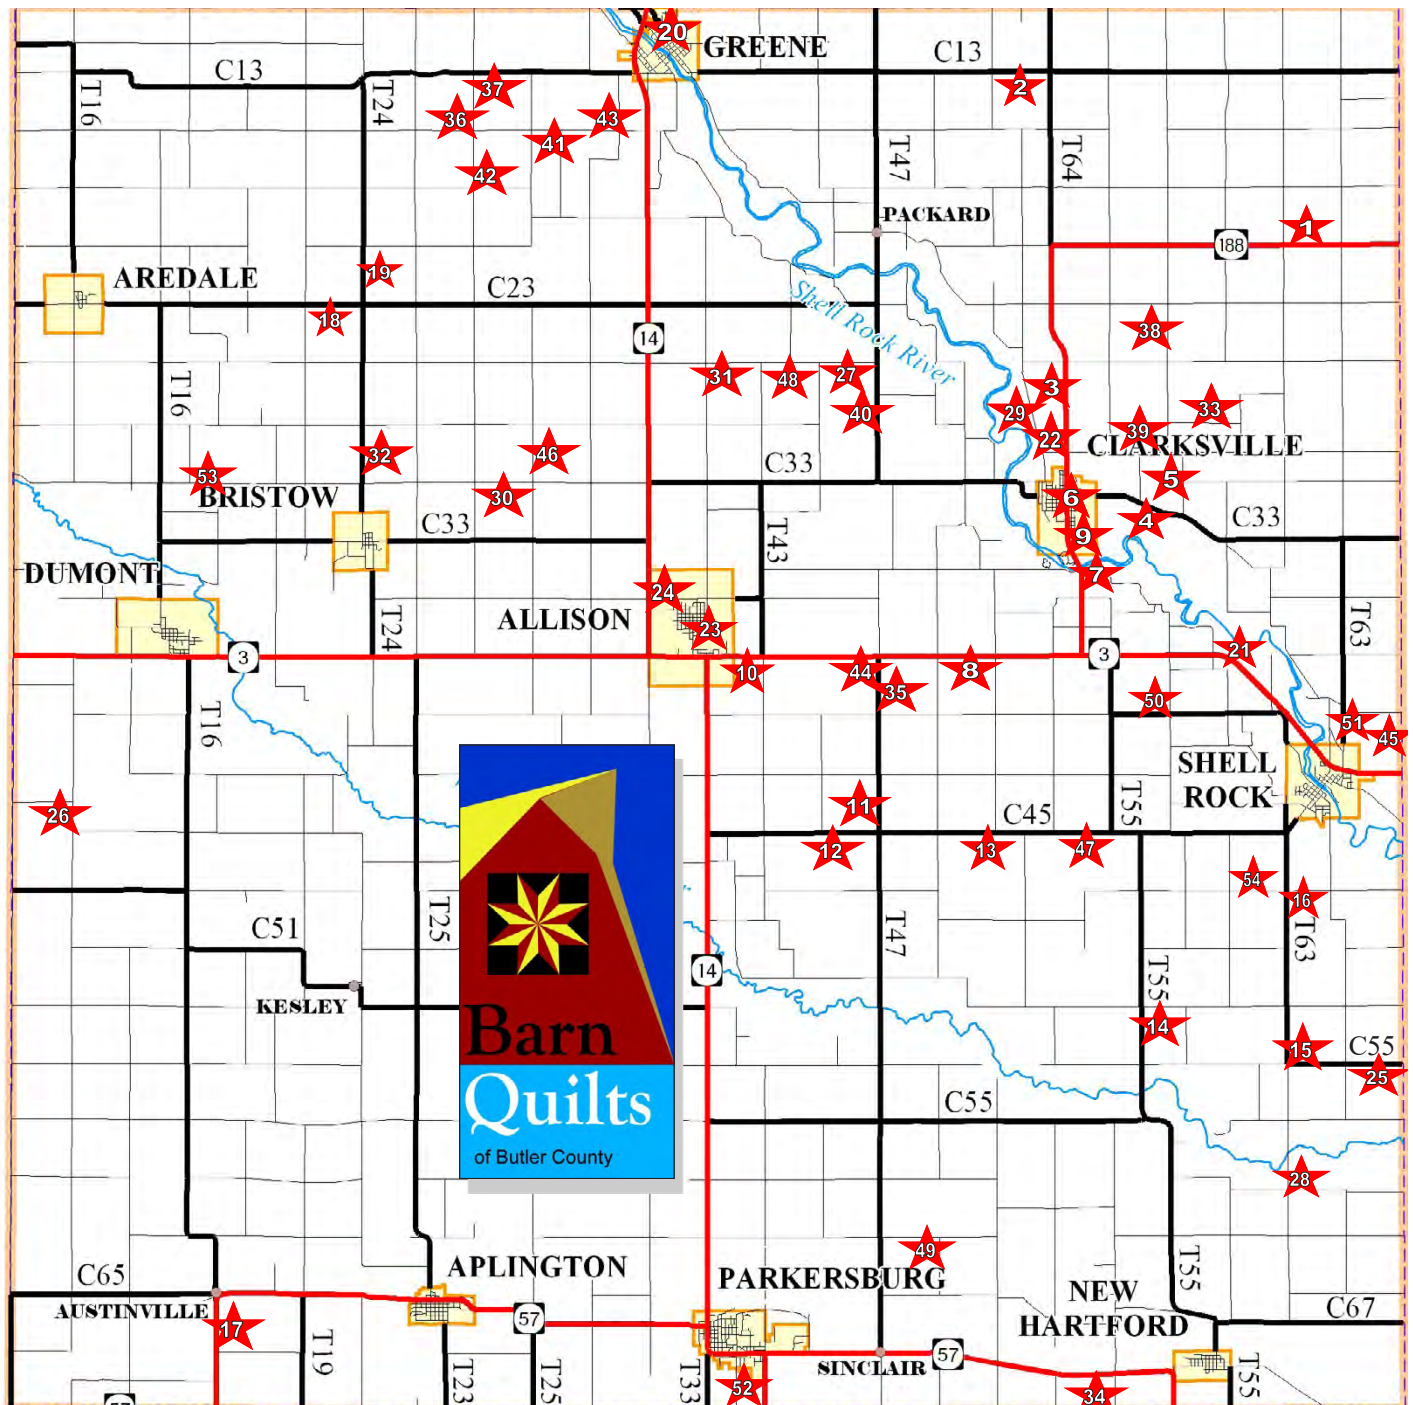 20
GREENE
C13
C13
37
2
T16
T24
36
43
41
42
T47
T64
PACKARD
1
188
19
AREDALE
C23
18
Shell Rock River
14
38
31
48
27
3
T16
40
29
33
22
39
CLARKSVILLE
32
46
C33
53
5
BRISTOW
30
6
C33
4
C33
T43
9
DUMONT
7
24
ALLISON
23
T24
T63
3
3
21
10
44
35
8
50
T16
51
45
SHELL
ROCK
26
11
C45
T55
12
13
47
54
16
T25
C51
T47
T63
14
T55
KESLEY
Barn
14
15
C55
25
Quilts
C55
of Butler County
28
49
C65
APLINGTON
PARKERSBURG
T55
NEW
HARTFORD
AUSTINVILLE
17
57
C67
T19
57
SINCLAIR
T23
T25
T33
52
34
T55